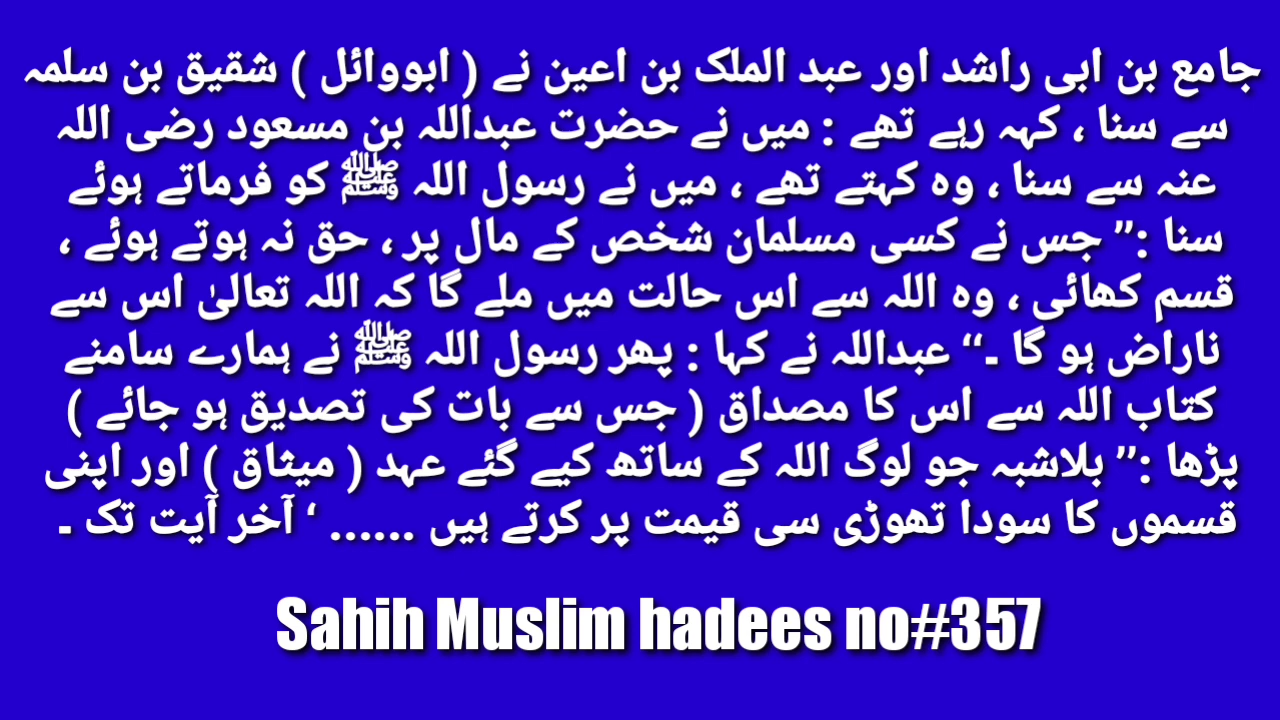 جامع بن ابی راشد اور عبد الملک بن اعین نے ( ابووائل ) شقیق بن سلمہ
سے سنا ، کہہ رہے تھے : میں نے حضرت عبداللہ بن مسعود رضی اللہ
عنہ سے سنا ، وہ کہتے تھے ، میں نے رسول اللہ ﷺ کو فرماتے ہوئے
سنا :’’ جس نے کسی مسلمان شخص کے مال پر ، حق نہ ہوتے ہوئے ،
قسم کھائی ، وہ اللہ سے اس حالت میں ملے گا کہ اللہ تعالیٰ اس سے
ناراض ہو گا ۔‘‘ عبداللہ نے کہا : پھر رسول اللہ ﷺ نے ہمارے سامنے
کتاب اللہ سے اس کا مصداق ( جس سے بات کی تصدیق ہو جائے )
پڑھا :’’ بلاشبہ جو لوگ اللہ کے ساتھ کیے گئے عہد ( میثاق ) اور اپنی
قسموں کا سودا تھوڑی سی قیمت پر کرتے ہیں ...... ‘ آخر آیت تک ۔
Sahih Muslim hadees no#357